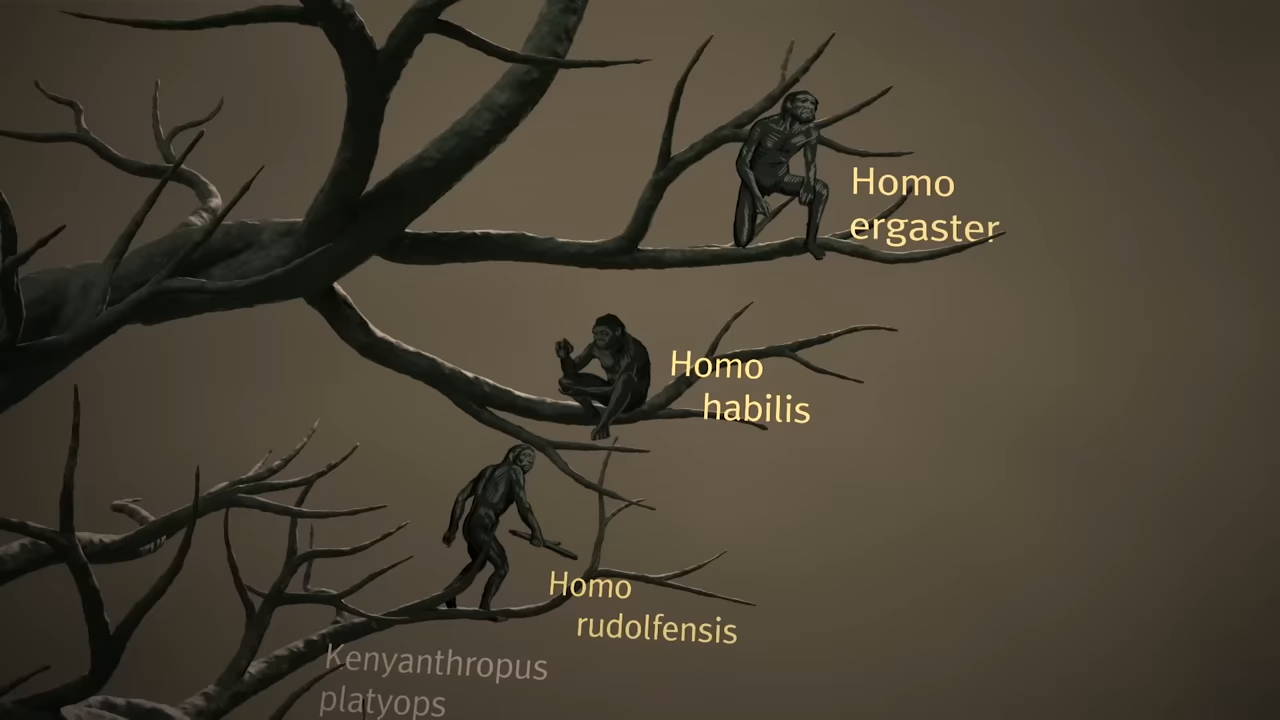 Homo
ergaster
Homo
habilis
Homo
rudolfensis
Kenyanthropus
platyops